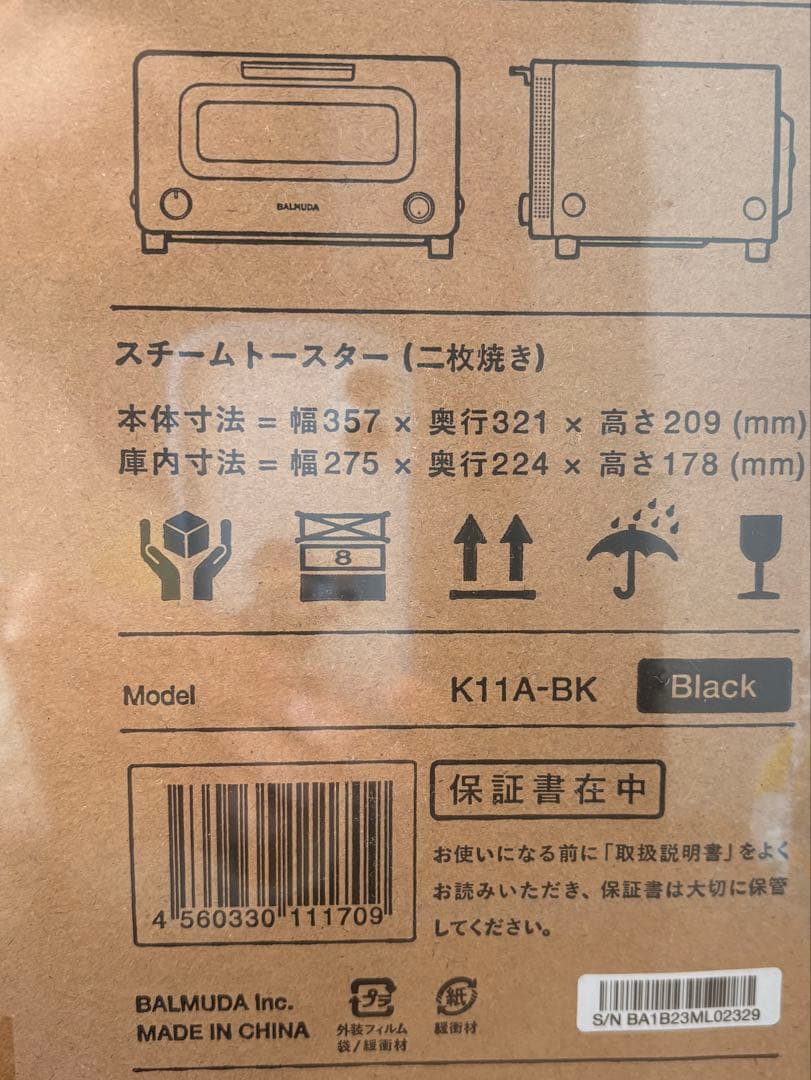 BALMUDA
スチームトースター (二枚焼き)
本体寸法 = 幅357 × 奥行321 × 高さ209 (mm)
庫内寸法 = 幅275 × 奥行224 × 高さ178 (mm)
8
Model K11A-BK Black
保証書在中
お使いになる前に「取扱説明書」をよく
お読みいただき、保証書は大切に保管
してください。
4 560330 111709
BALMUDA Inc.
MADE IN CHINA
プラ
外装フィルム
袋/緩衝材
紙
緩衝材
S/N BA1B23ML02329